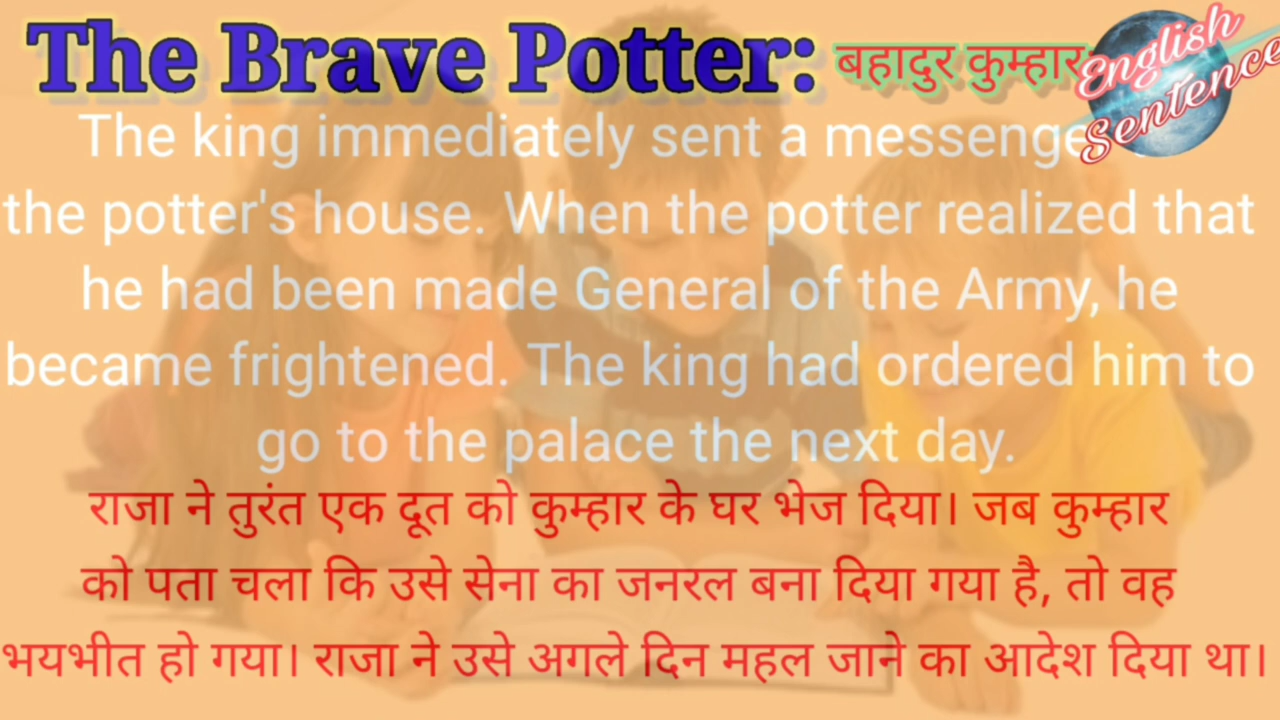 The Brave Potter: बहादुर कुम्हार
English
Sentence
The king immediately sent a
the potter's house. When the potter realized that
he had been made General of the Army, he
became frightened. The king had ordered him to
go to the palace the next day.
राजा ने तुरंत एक दूत को कुम्हार के घर भेज दिया। जब कुम्हार
को पता चला कि उसे सेना का जनरल बना दिया गया है, तो वह
भयभीत हो गया। राजा ने उसे अगले दिन महल जाने का आदेश दिया था।